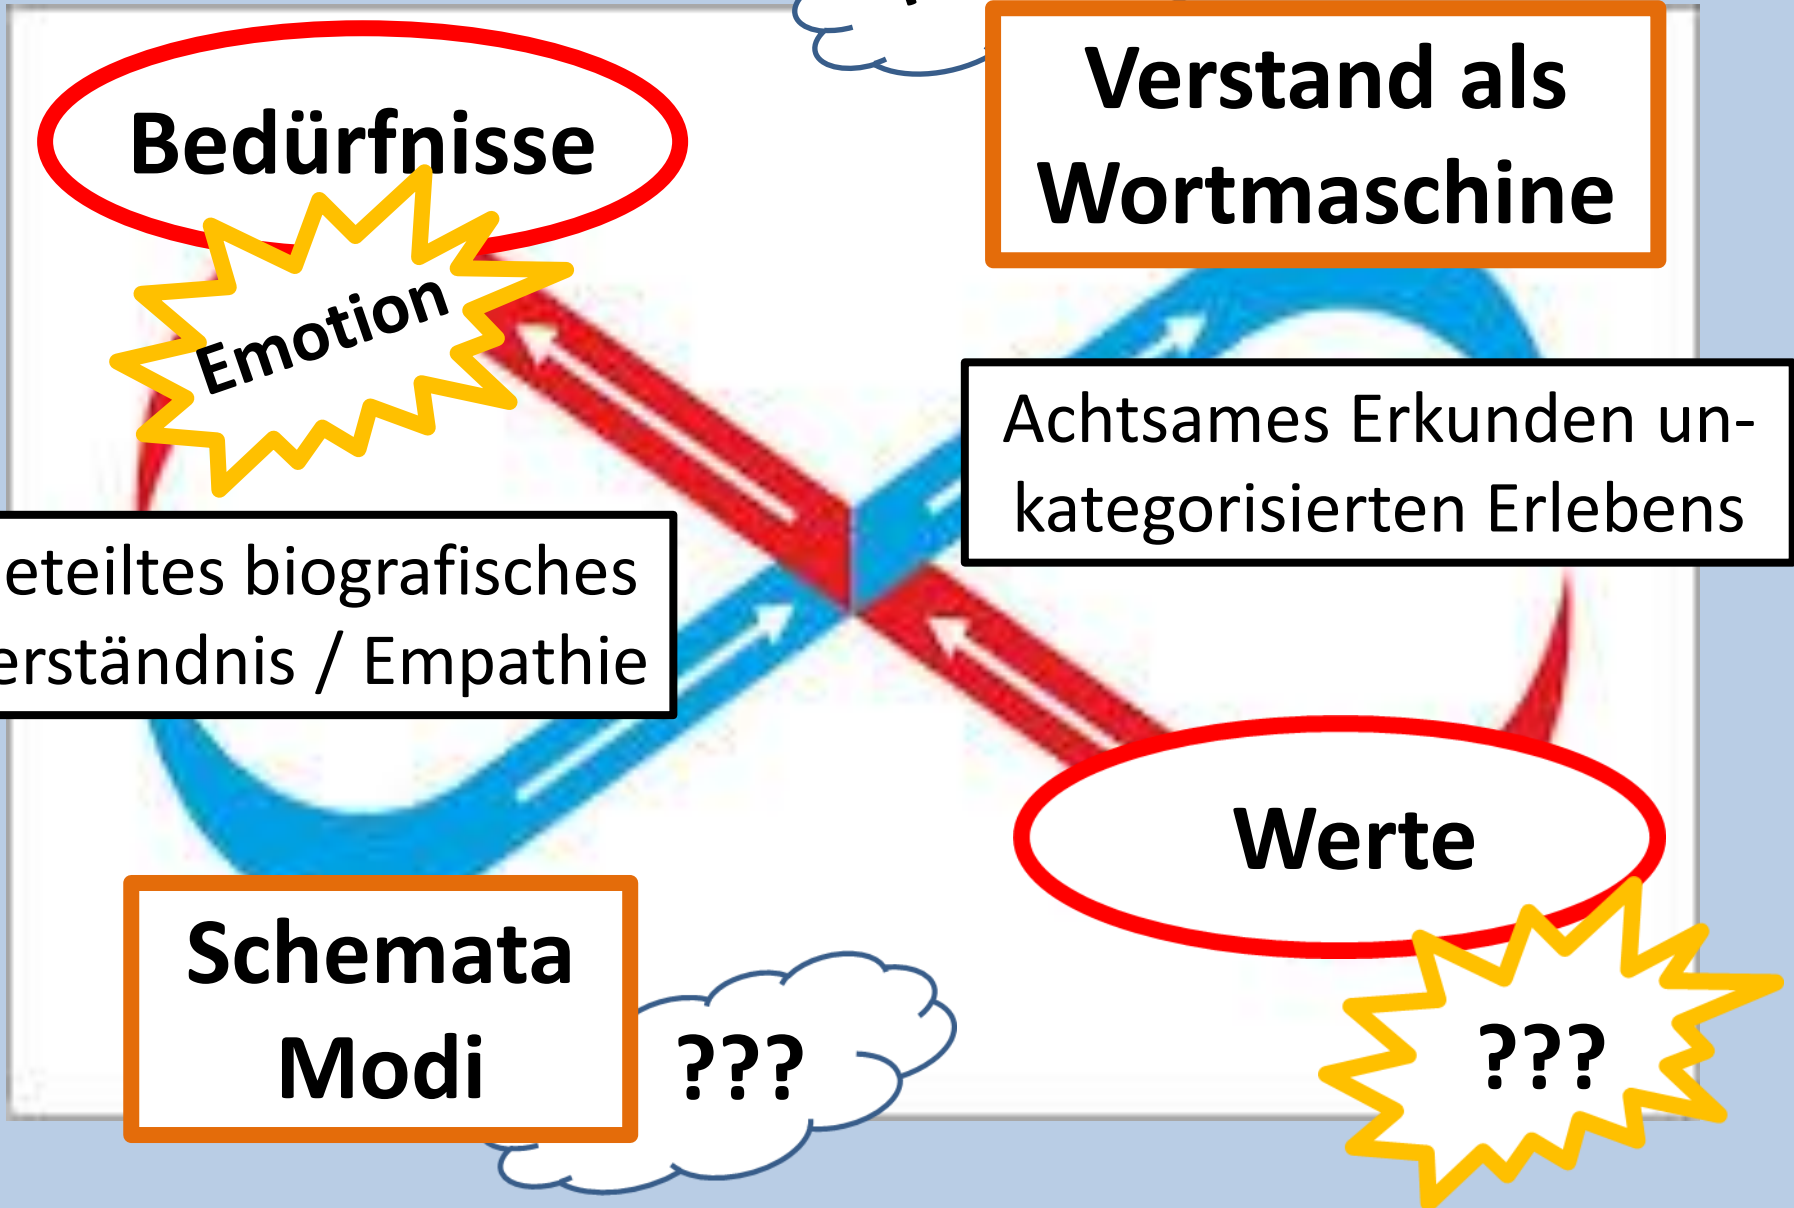 Bedürfnisse
Verstand als
Wortmaschine
Emotion
Achtsames Erkunden un-
kategorisierten Erlebens
eteiltes biografisches
erständnis / Empathie
Werte
Schemata
Modi
???
???